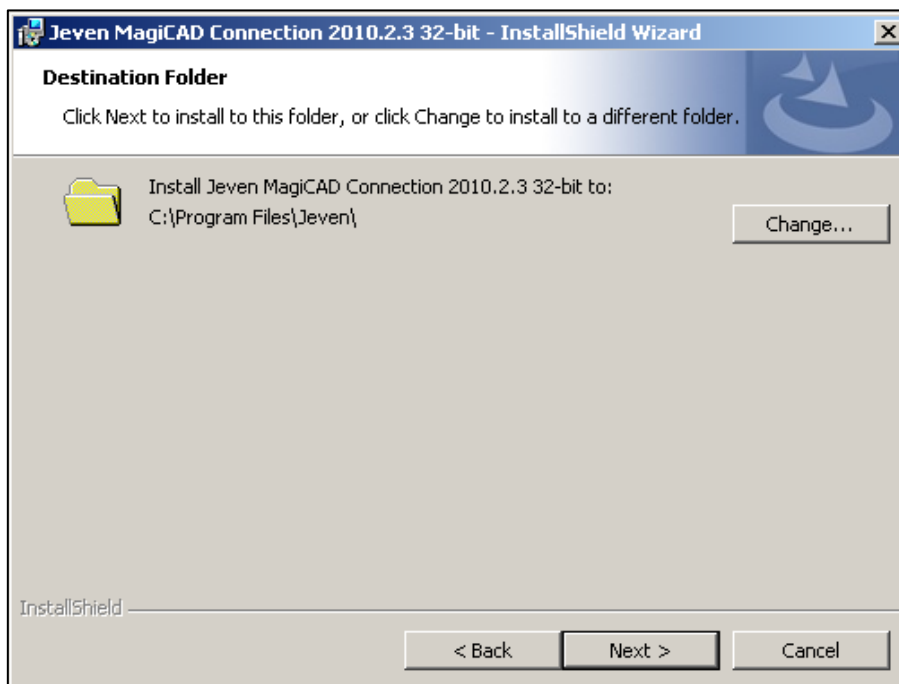 Jeven MagiCAD Connection 2010.2.3 32-bit - InstallShield Wizard
Destination Folder
Click Next to install to this folder, or click Change to install to a different folder.
Install Jeven MagiCAD Connection 2010.2.3 32-bit to:
C:\Program Files\Jeven\
Change...
InstallShield
< Back
Next >
Cancel